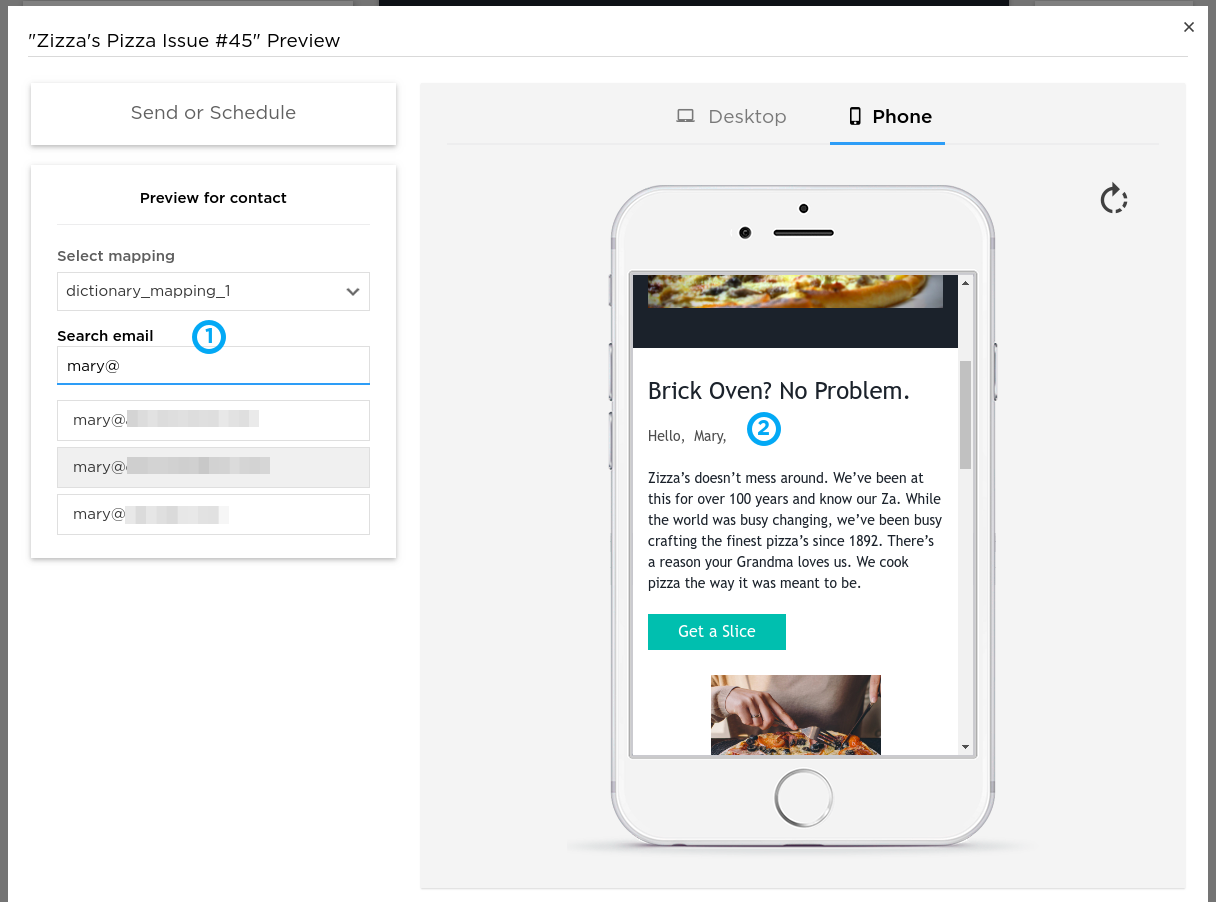 "Zizza's Pizza Issue #45" Preview
Send or Schedule
Preview for contact
Select mapping
dictionary_mapping_1
Search email
1
mary@
mary@
mary@
mary@
Desktop
Phone
Brick Oven? No Problem.
Hello, Mary,
2
Zizza’s doesn’t mess around. We’ve been at
this for over 100 years and know our Za. While
the world was busy changing, we’ve been busy
crafting the finest pizza’s since 1892. There’s
a reason your Grandma loves us. We cook
pizza the way it was meant to be.
Get a Slice